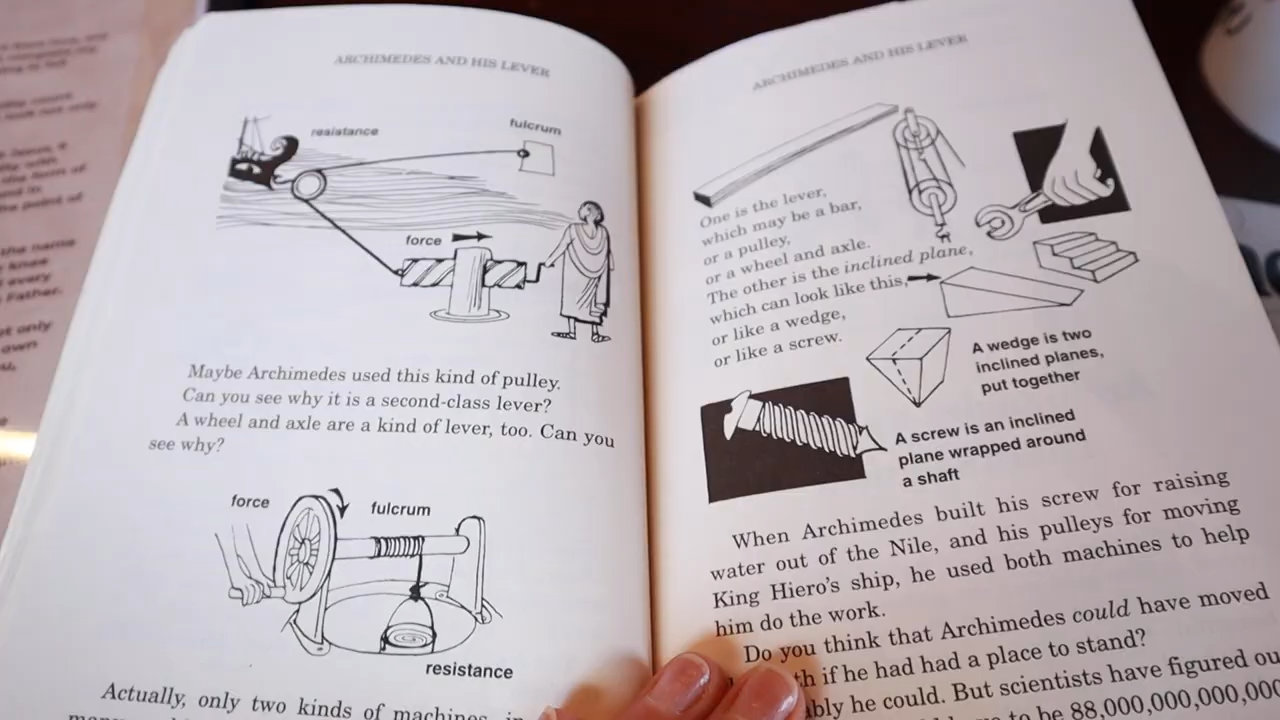 ARCHIMEDES AND HIS LEVER
resistance
fulcrum
force
Maybe Archimedes used this kind of pulley.
Can you see why it is a second-class lever?
A wheel and axle are a kind of lever, too. Can you
see why?
force
fulcrum
resistance
Actually, only two kinds of machines, in
ARCHIMEDES AND HIS LEVER
One is the lever,
which may be a bar,
or a pulley,
or a wheel and axle.
The other is the inclined plane,
which can look like this,
or like a wedge,
or like a screw.
A wedge is two
inclined planes,
put together
A screw is an inclined
plane wrapped around
a shaft
When Archimedes built his screw for raising
water out of the Nile, and his pulleys for moving
King Hiero's ship, he used both machines to help
him do the work.
Do you think that Archimedes could have moved
if he had had a place to stand?
he could. But scientists have figured
to be 88,000,000,000,000